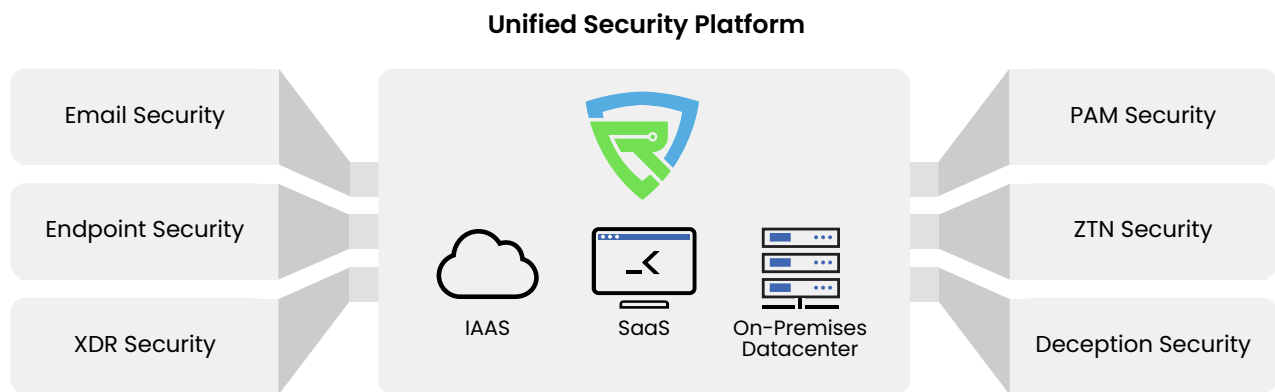 Unified Security Platform
Email Security
Endpoint Security
XDR Security
IAAS
SaaS
On-Premises
Datacenter
PAM Security
ZTN Security
Deception Security